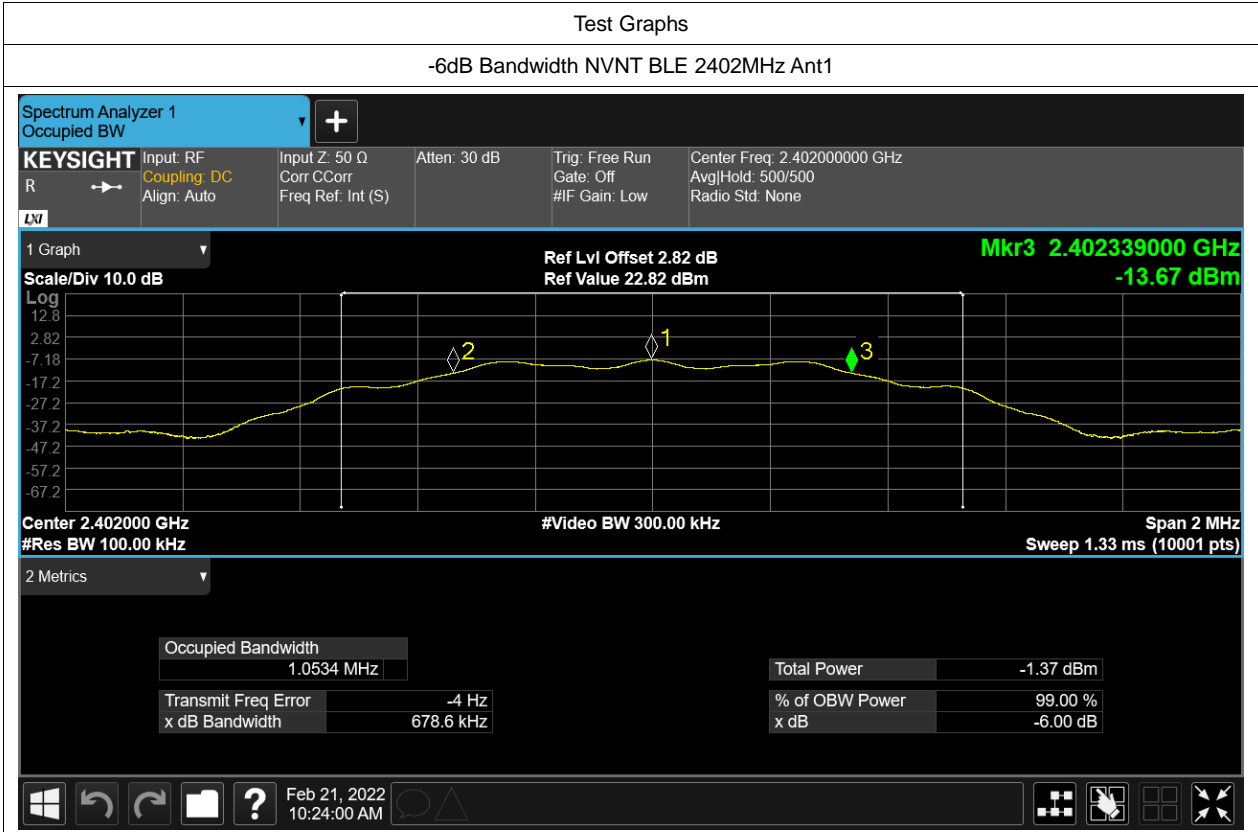 Test Graphs
-6dB Bandwidth NVNT BLE 2402MHz Ant1
Spectrum Analyzer 1
Occupied BW
+
KEYSIGHT
R
LXI
Input: RF
Coupling: DC
Align: Auto
Input Z: 50 Ω
Corr CCorr
Freq Ref: Int (S)
Atten: 30 dB
Trig: Free Run
Gate: Off
#IF Gain: Low
Center Freq: 2.402000000 GHz
Avg|Hold: 500/500
Radio Std: None
1 Graph
Scale/Div 10.0 dB
Ref Lvl Offset 2.82 dB
Ref Value 22.82 dBm
Mkr3 2.402339000 GHz
-13.67 dBm
Log
12.8
2.82
-7.18
-17.2
-27.2
-37.2
-47.2
-57.2
-67.2
2
1
3
Center 2.402000 GHz
#Res BW 100.00 kHz
#Video BW 300.00 kHz
Span 2 MHz
Sweep 1.33 ms (10001 pts)
2 Metrics
Occupied Bandwidth
1.0534 MHz
Transmit Freq Error -4 Hz
x dB Bandwidth 678.6 kHz
Total Power -1.37 dBm
% of OBW Power 99.00 %
x dB -6.00 dB
?
Feb 21, 2022
10:24:00 AM